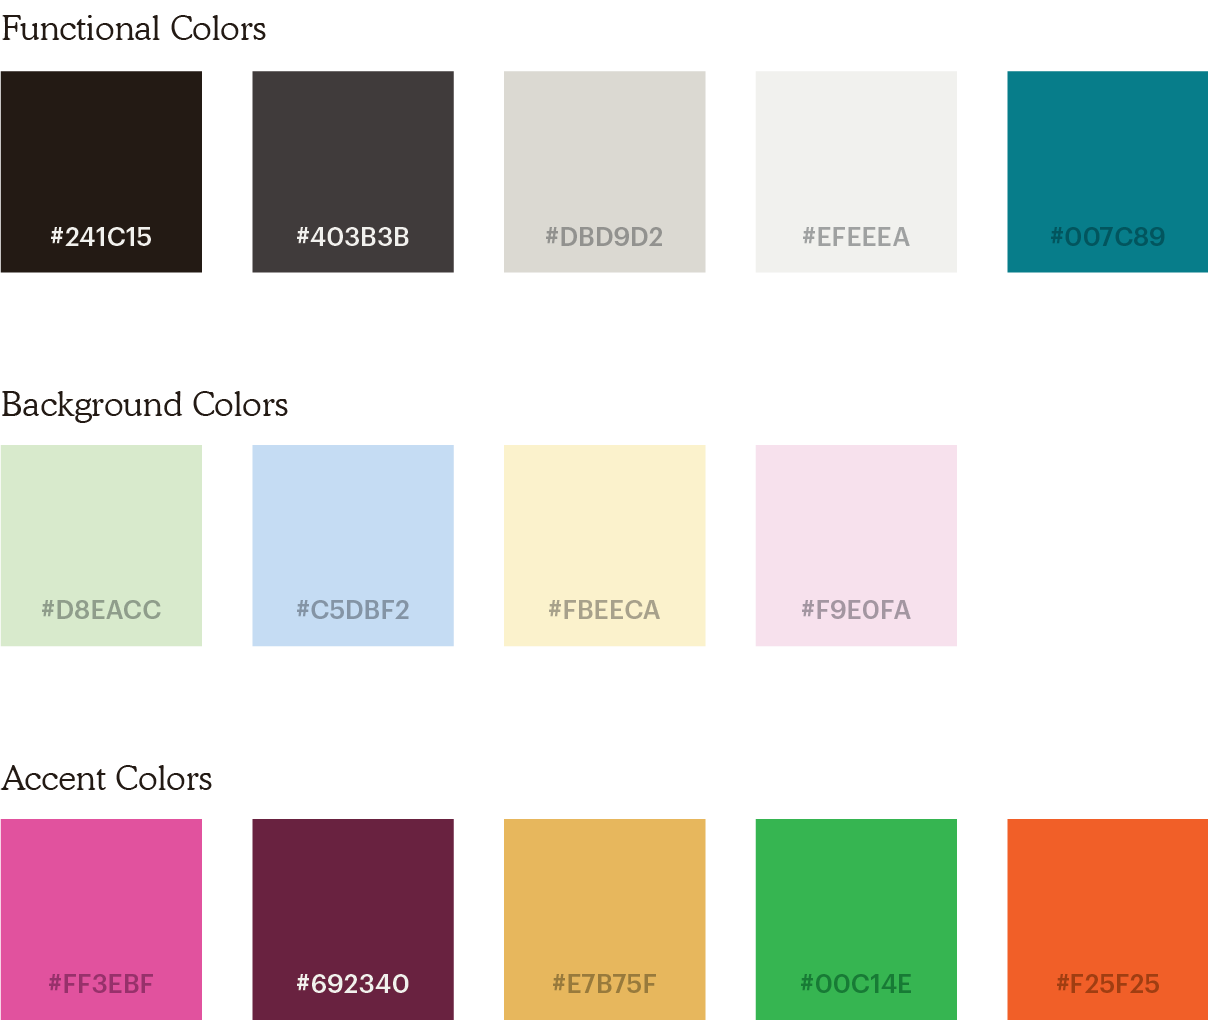 Functional Colors
#241C15 #403B3B #DBD9D2 #EFEEEA #007C89
Background Colors
#D8EACC #C5DBF2 #FBEECA #F9E0FA
Accent Colors
#FF3EBF #692340 #E7B75F #00C14E #F25F25